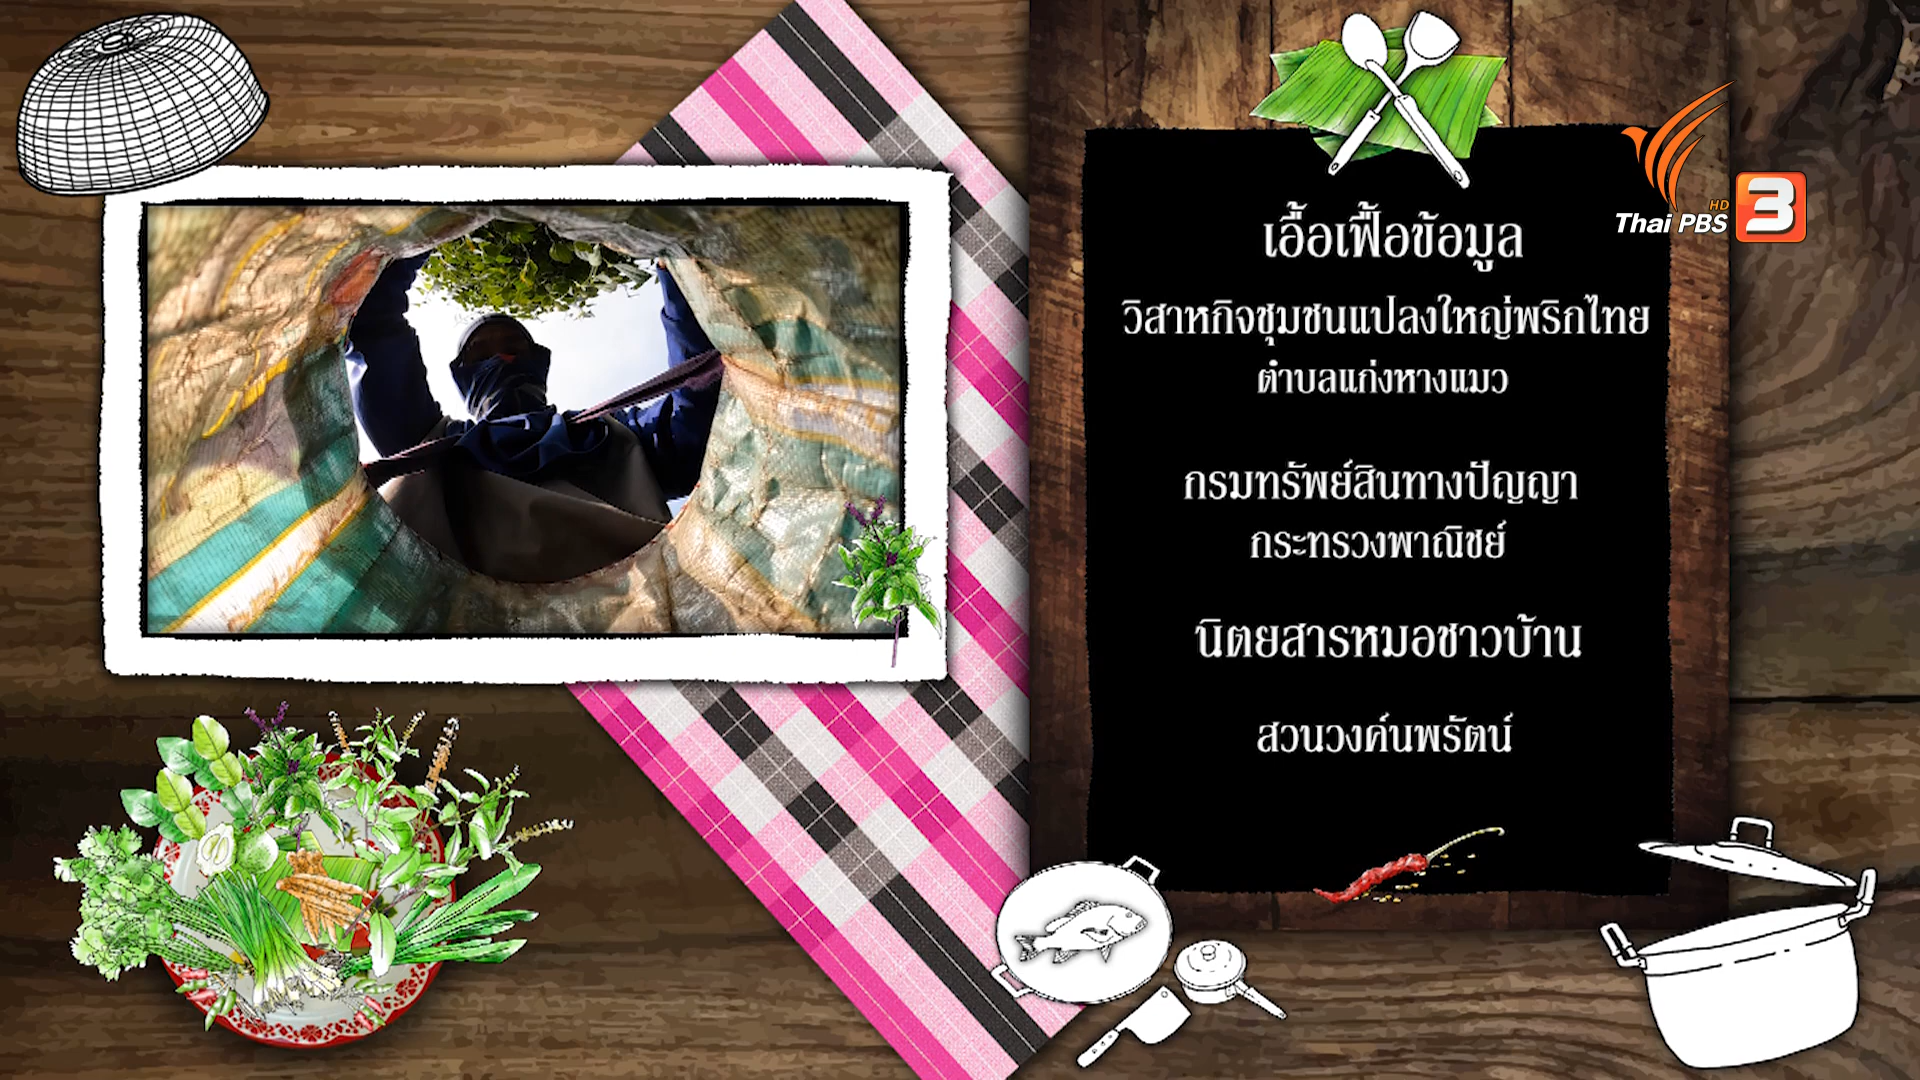 เอื้อเฟื้อข้อมูล
วิสาหกิจชุมชนแปลงใหญ่พริกไทย
ตำบลแก่งหางแมว
กรมทรัพย์สินทางปัญญา
กระทรวงพาณิชย์
นิตยสารหมอชาวบ้าน
สวนวงค์นพรัตน์
HD
Thai PBS 3